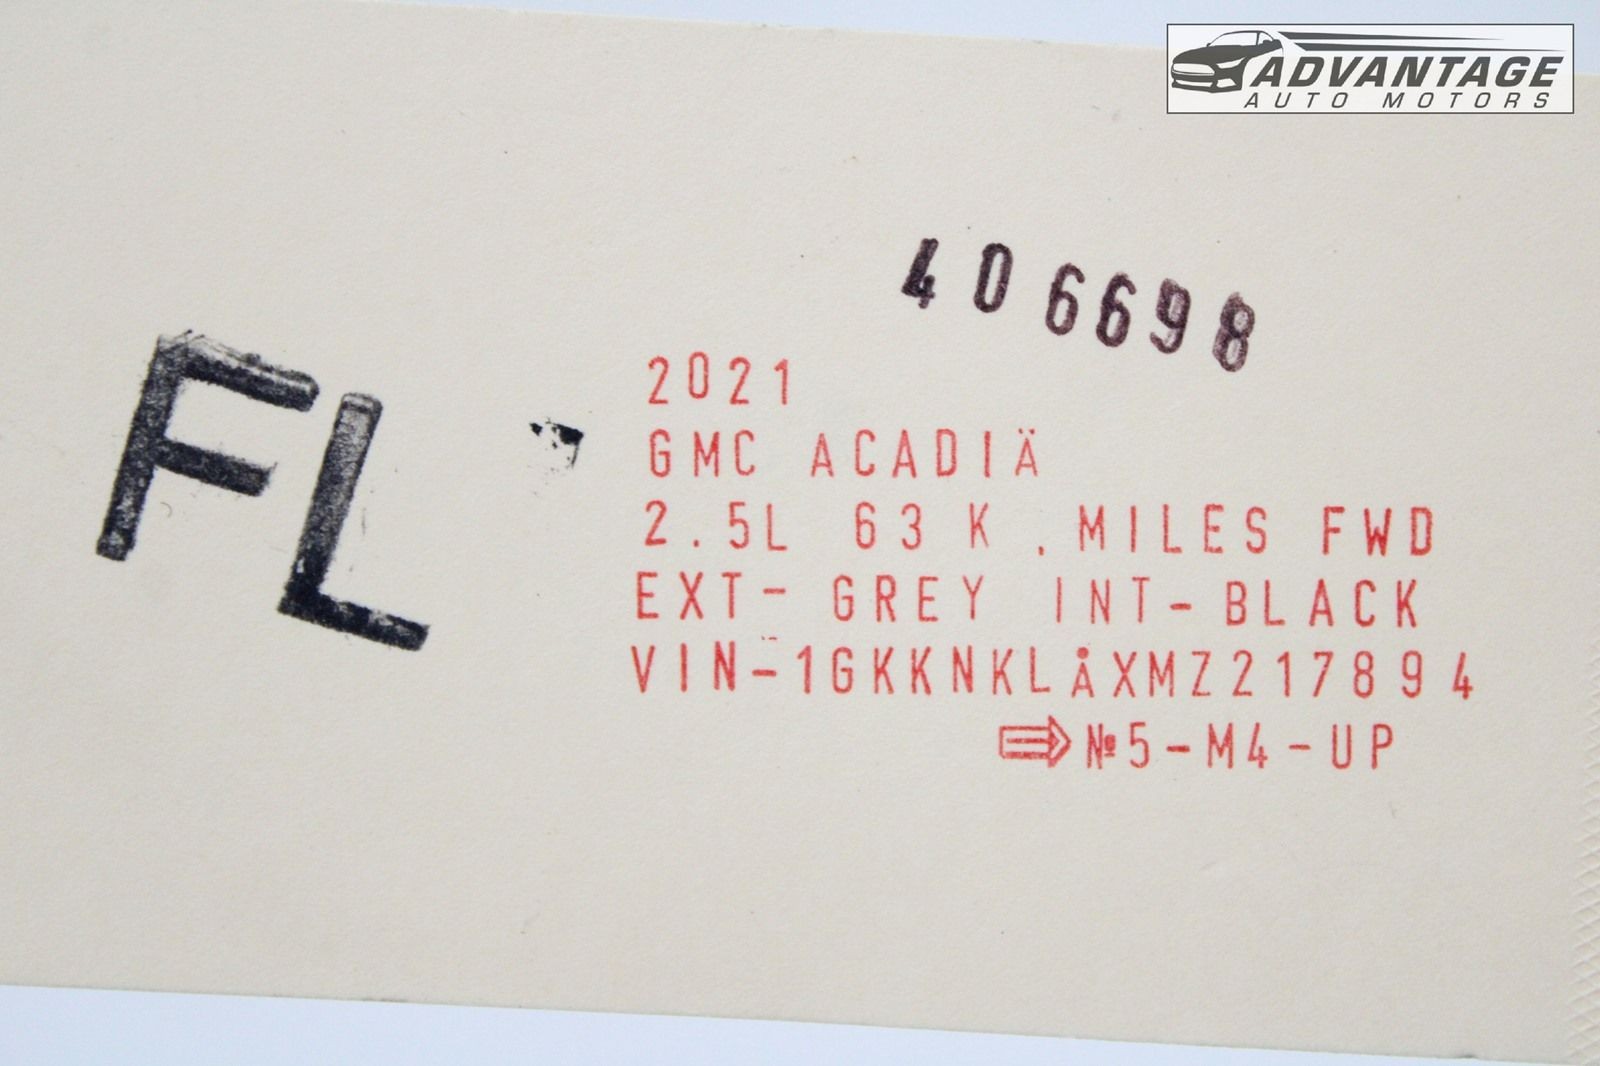 ADVANTAGE
AUTO MOTORS
406698
FL
2021
GMC ACADIÄ
2.5L 63 K . MILES FWD
EXT- GREY INT-BLACK
VIN-1GKKNKLÅXMZ217894
⇨ №5-M4-UP